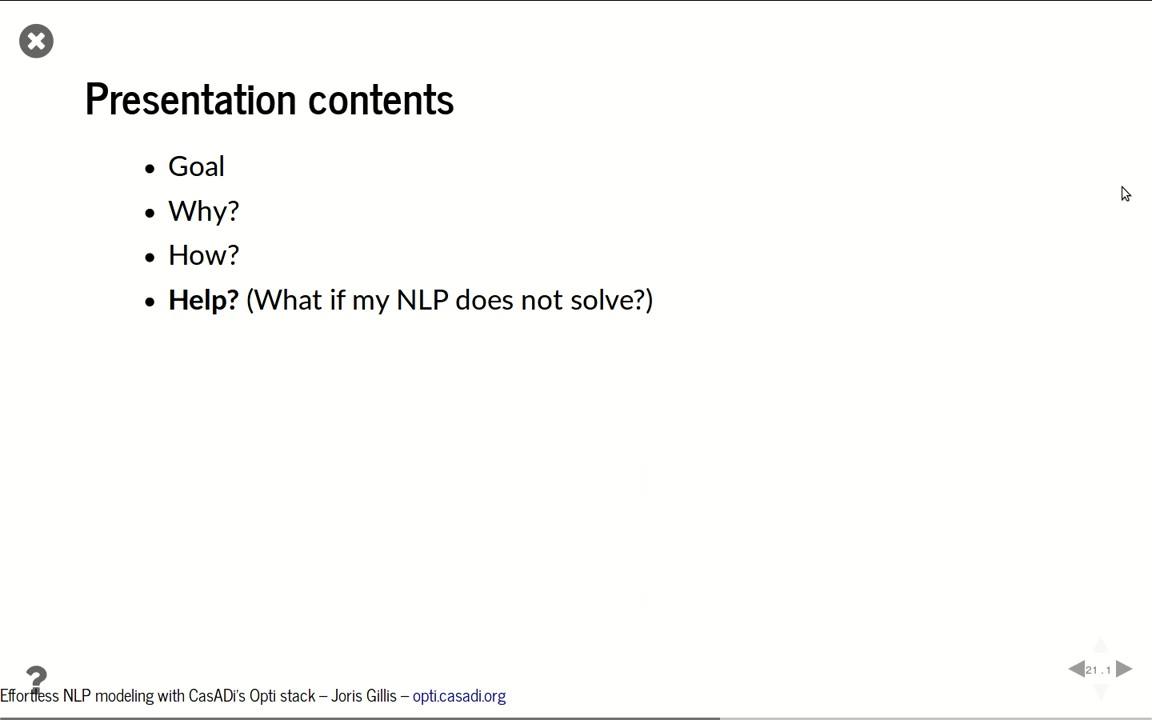 Presentation contents
• Goal
• Why?
• How?
• Help? (What if my NLP does not solve?)
21.1
?
Effortless NLP modeling with CasADi's Opti stack – Joris Gillis – opti.casadi.org